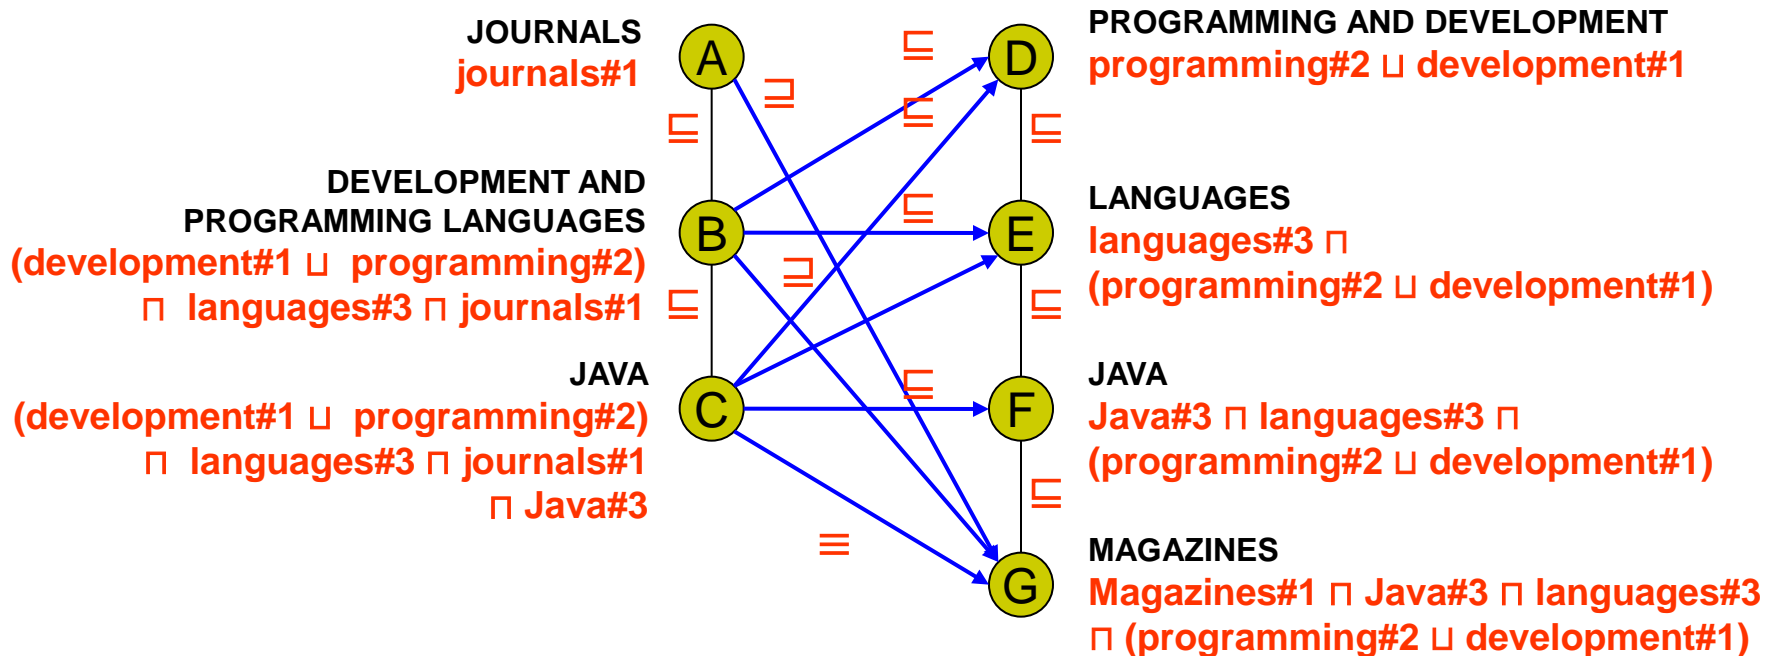 JOURNALS
journals#1
DEVELOPMENT AND
PROGRAMMING LANGUAGES
(development#1 ⊔ programming#2)
⊓ languages#3 ⊓ journals#1
JAVA
(development#1 ⊔ programming#2)
⊓ languages#3 ⊓ journals#1
⊓ Java#3
A
⊑
B
⊑
C
⊑
⊒
⊑
⊑
⊒
⊑
≡
D
⊑
E
⊑
F
⊑
G
PROGRAMMING AND DEVELOPMENT
programming#2 ⊔ development#1
LANGUAGES
languages#3 ⊓
(programming#2 ⊔ development#1)
JAVA
Java#3 ⊓ languages#3 ⊓
(programming#2 ⊔ development#1)
MAGAZINES
Magazines#1 ⊓ Java#3 ⊓ languages#3
⊓ (programming#2 ⊔ development#1)